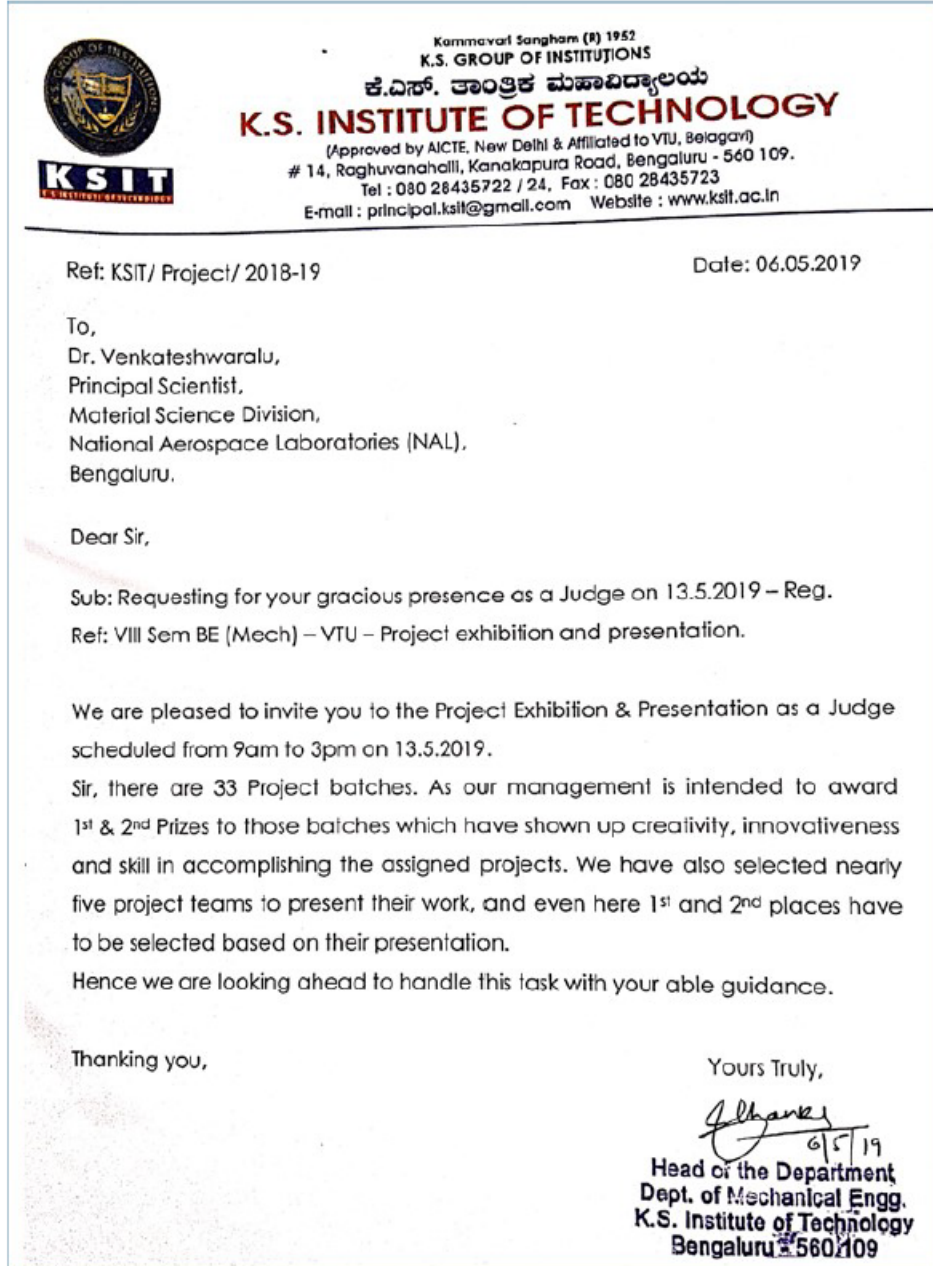 K.S. GROUP OF INSTITUTIONS
KSIT
K.S INSTITUTE OF TECHNOLOGY
Kammavari Sangham (R) 1952
K.S. GROUP OF INSTITUTIONS
ಕೆ.ಎಸ್. ತಾಂತ್ರಿಕ ಮಹಾವಿದ್ಯಾಲಯ
K.S. INSTITUTE OF TECHNOLOGY
(Approved by AICTE, New Delhi & Affiliated to VTU, Belagavi)
# 14, Raghuvanahalli, Kanakapura Road, Bengaluru - 560 109.
Tel : 080 28435722 / 24, Fax : 080 28435723
E-mail : principal.ksit@gmail.com Website : www.ksit.ac.in
Ref: KSIT/ Project/ 2018-19 Date: 06.05.2019
To,
Dr. Venkateshwaralu,
Principal Scientist,
Material Science Division,
National Aerospace Laboratories (NAL),
Bengaluru.
Dear Sir,
Sub: Requesting for your gracious presence as a Judge on 13.5.2019 – Reg.
Ref: VIII Sem BE (Mech) – VTU – Project exhibition and presentation.
We are pleased to invite you to the Project Exhibition & Presentation as a Judge
scheduled from 9am to 3pm on 13.5.2019.
Sir, there are 33 Project batches. As our management is intended to award
1st & 2nd Prizes to those batches which have shown up creativity, innovativeness
and skill in accomplishing the assigned projects. We have also selected nearly
five project teams to present their work, and even here 1st and 2nd places have
to be selected based on their presentation.
Hence we are looking ahead to handle this task with your able guidance.
Thanking you,
Yours Truly,
6/5/19
Head of the Department
Dept. of Mechanical Engg.
K.S. Institute of Technology
Bengaluru - 560 109